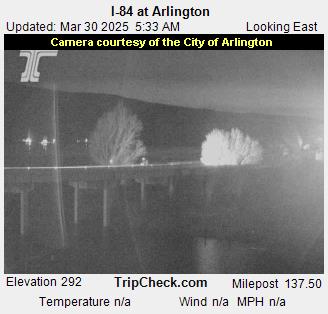 I-84 at Arlington
Updated: Mar 30 2025 5:33 AM Looking East
Camera courtesy of the City of Arlington
Elevation 292 TripCheck.com Milepost 137.50
Temperature n/a Wind n/a MPH n/a